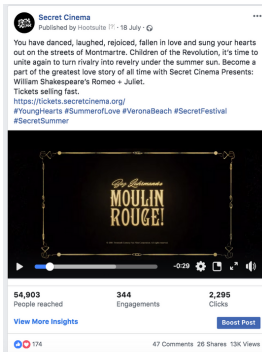 Secret Cinema
Published by Hootsuite [?] · 18 July ·
You have danced, laughed, rejoiced, fallen in love and sung your hearts
out on the streets of Montmartre. Children of the Revolution, it's time to
unite again to turn rivalry into revelry under the summer sun. Become a
part of the greatest love story of all time with Secret Cinema Presents:
William Shakespeare's Romeo + Juliet.
Tickets selling fast.
https://tickets.secretcinema.org/
#YoungHearts #SummerofLove #VeronaBeach #SecretFestival
#SecretSummer
Baz Luhrmann's
MOULIN
ROUGE!
-0:29
54,903 344 2,295
People reached Engagements Clicks
View More Insights Boost Post
174 47 Comments 26 Shares 13K Views